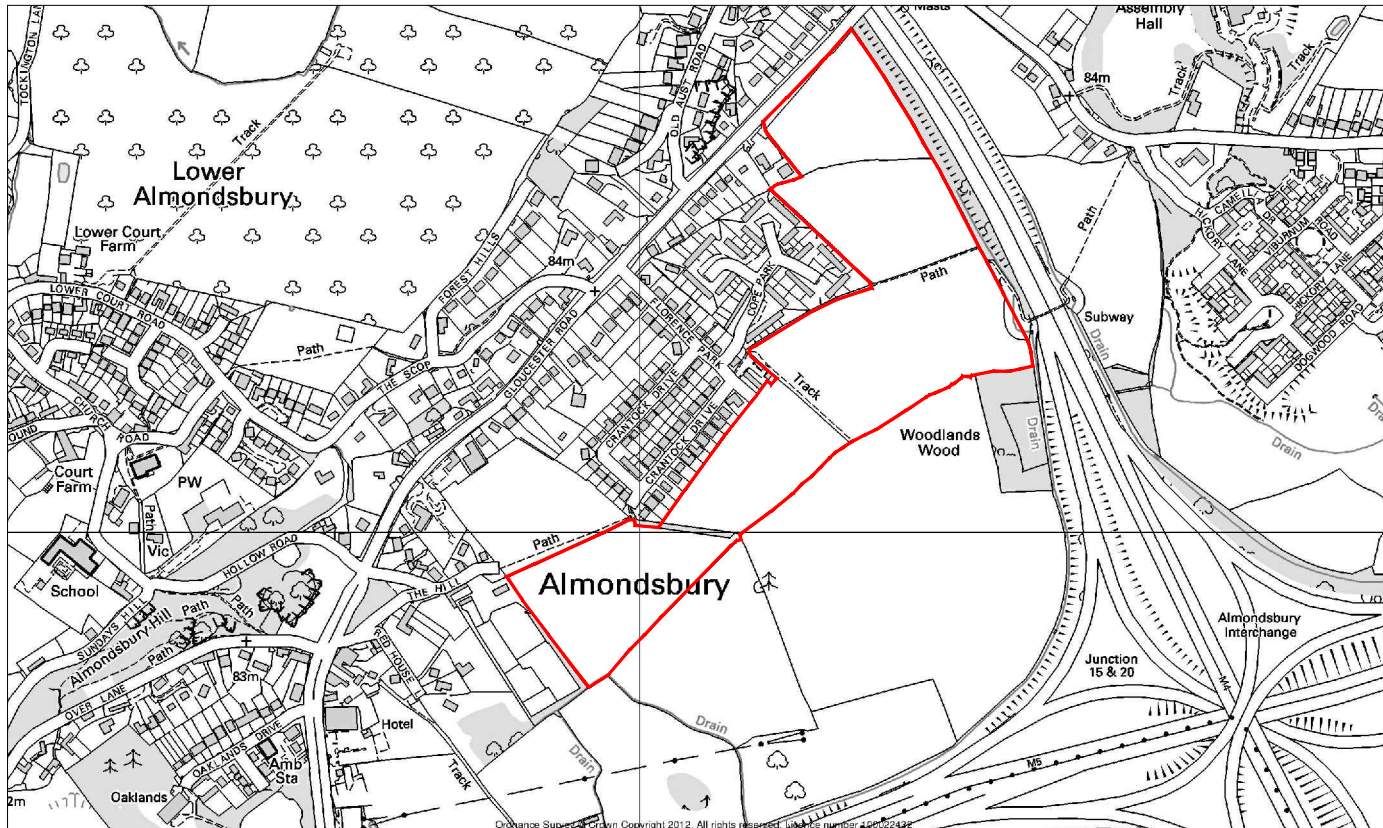 Masts
Assembly
Hall
Track
84m
Track
TOCKINGTON LANE
Track
Lower
Almondsbury
Lower Court
Farm
LOWER COURT ROAD
OLD AUST ROAD
FOREST HILLS
84m
Path
THE SCOP
GLOUCESTER ROAD
FLORENCE PARK
COPE PARK
CRANTOCK DRIVE
CRANTOCK DRIVE
Path
Track
Path
Subway
Drain
HICKORY LANE
VIBURNUM ROAD
HICKORY LANE
DOGWOOD ROAD
Drain
CHURCH ROAD
Court
Farm
PW
Path
Vic
School
HOLLOW ROAD
SUNDAYS HILL
Almondsbury Hill
Path
Path
Path
THE HILL
Path
Almondsbury
Woodlands
Wood
Drain
RED HOUSE L
83m
OVER LANE
OAKLANDS DRIVE
Hotel
Amb
Sta
Oaklands
2m
Track
Drain
Drain
Almondsbury
Interchange
Junction
15 & 20
M4
M5
Ordnance Survey © Crown Copyright 2012. All rights reserved. Licence number 100022432